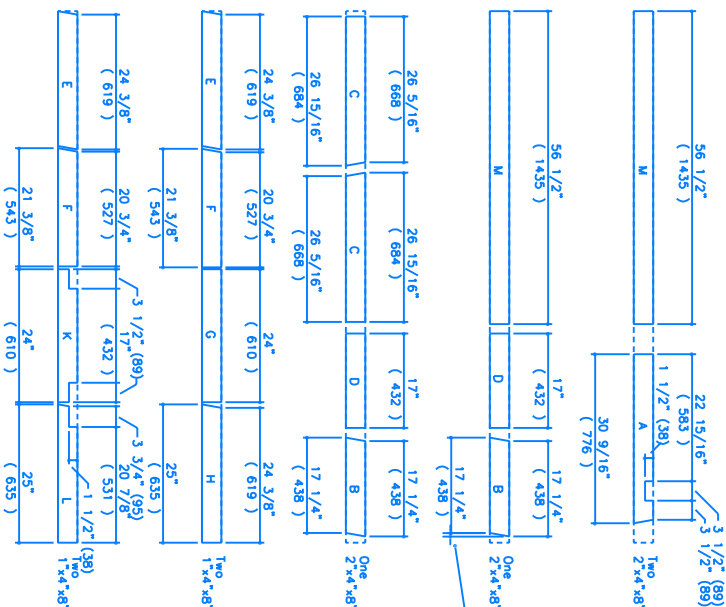 56 1/2"
( 1435 )
M
22 15/16"
( 583 )
1 1/2" (38)
A
30 9/16"
( 776 )
3 1/2" (89)
3 1/2" (89)
Two
2"x4"x8'
56 1/2"
( 1435 )
M
17"
( 432 )
D
17 1/4"
( 438 )
B
17 1/4"
( 438 )
One
2"x4"x8'
26 5/16"
( 668 )
C
26 15/16"
( 684 )
26 15/16"
( 684 )
C
26 5/16"
( 668 )
17"
( 432 )
D
17 1/4"
( 438 )
B
17 1/4"
( 438 )
One
2"x4"x8'
24 3/8"
( 619 )
E
20 3/4"
( 527 )
F
21 3/8"
( 543 )
24"
( 610 )
G
24 3/8"
( 619 )
H
25"
( 635 )
Two
1"x4"x8'
24 3/8"
( 619 )
E
20 3/4"
( 527 )
F
21 3/8"
( 543 )
3 1/2" (89)
17"
( 432 )
K
24"
( 610 )
3 3/4" (95)
20 7/8"
( 531 )
1 1/2" (38)
L
25"
( 635 )
Two
1"x4"x8'